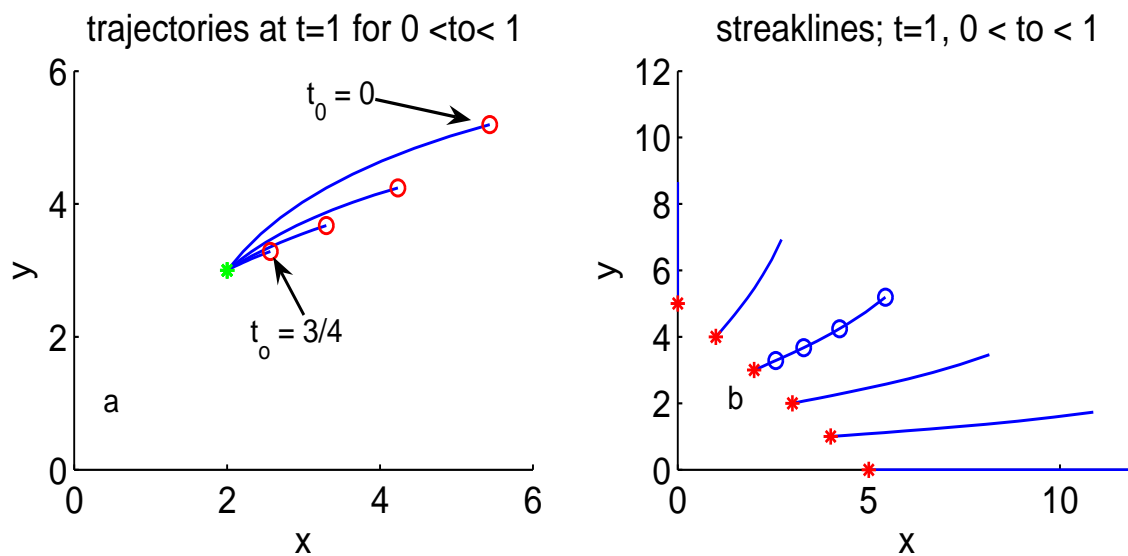 trajectories at t=1 for 0 <to< 1
6
4
2
0
0
2
4
6
y
x
t0 = 0
to = 3/4
a
streaklines; t=1, 0 < to < 1
12
10
8
6
4
2
0
0
5
10
y
x
b